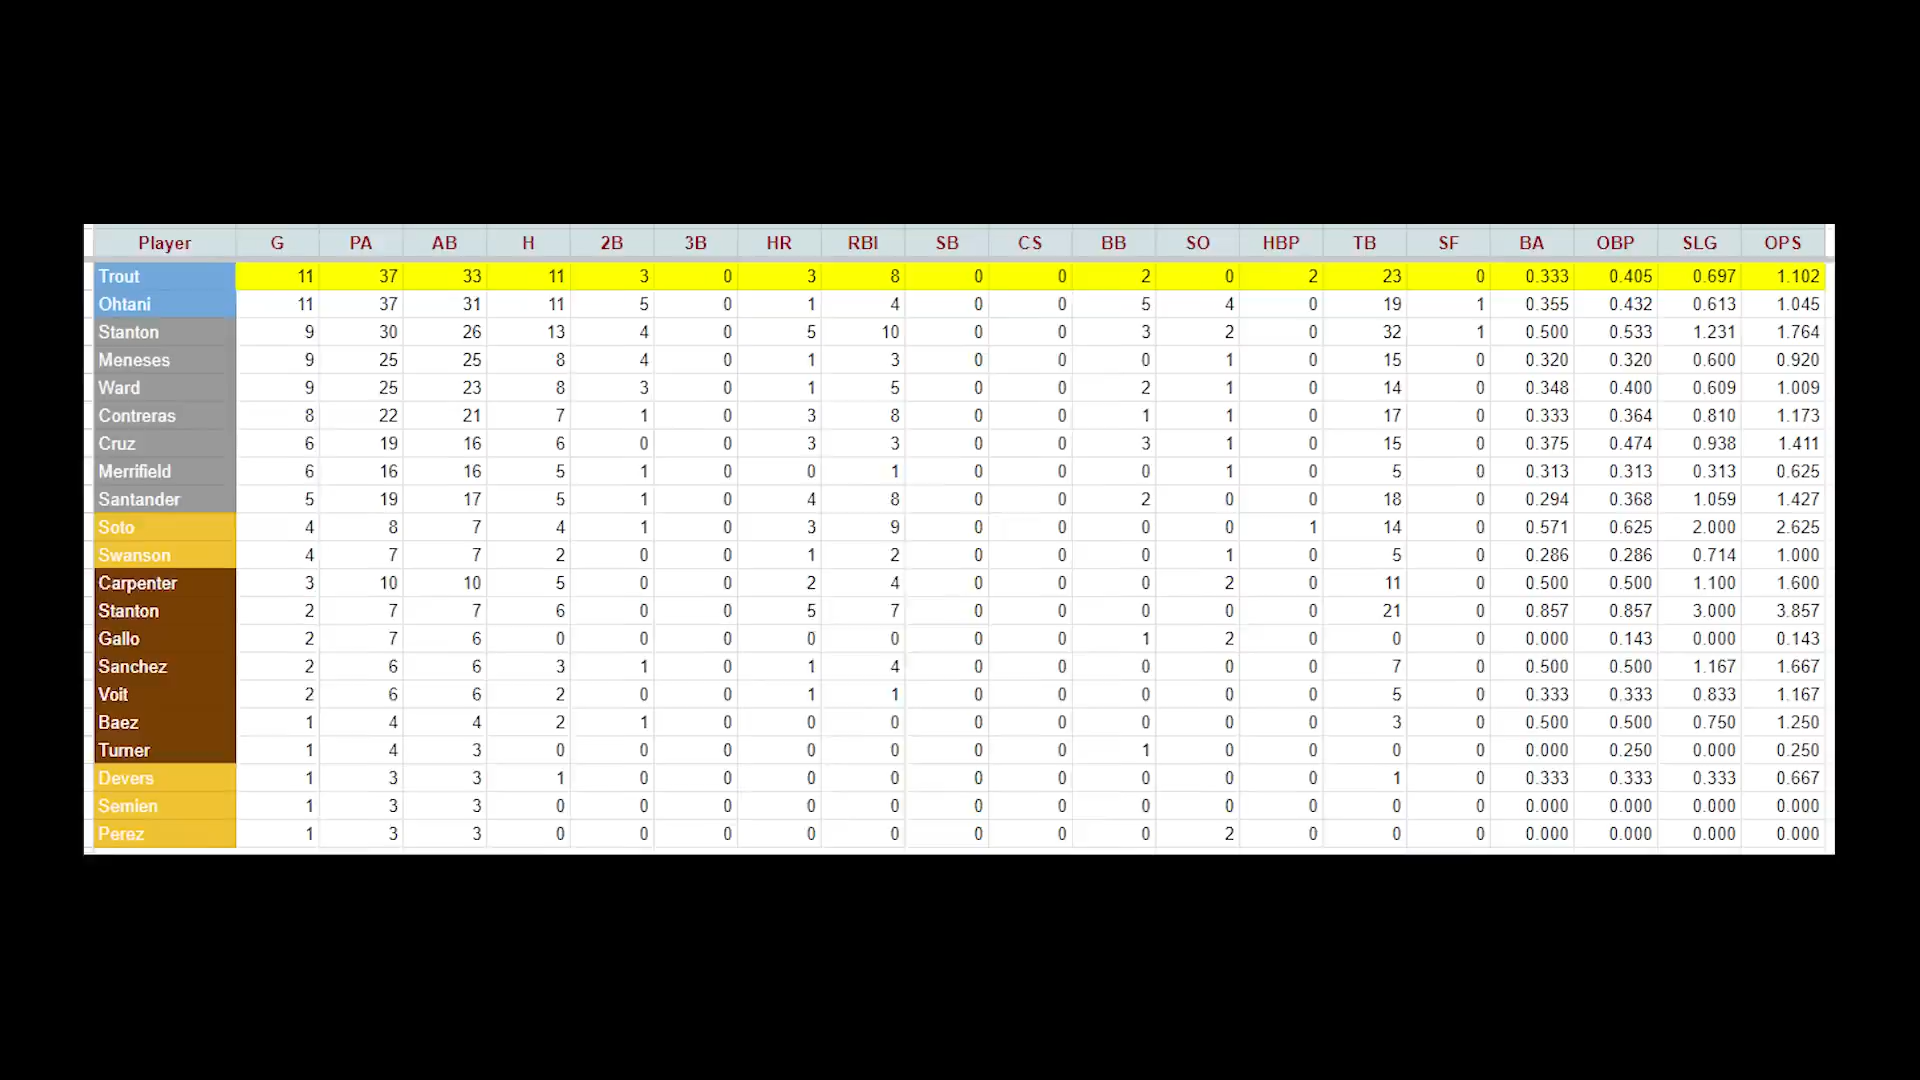 Player G PA AB H 2B 3B HR RBI SB CS BB SO HBP TB SF BA OBP SLG OPS
Trout 11 37 33 11 3 0 3 8 0 0 2 0 2 23 0 0.333 0.405 0.697 1.102
Ohtani 11 37 31 11 5 0 1 4 0 0 5 4 0 19 1 0.355 0.432 0.613 1.045
Stanton 9 30 26 13 4 0 5 10 0 0 3 2 0 32 1 0.500 0.533 1.231 1.764
Meneses 9 25 25 8 4 0 1 3 0 0 0 1 0 15 0 0.320 0.320 0.600 0.920
Ward 9 25 23 8 3 0 1 5 0 0 2 1 0 14 0 0.348 0.400 0.609 1.009
Contreras 8 22 21 7 1 0 3 8 0 0 1 1 0 17 0 0.333 0.364 0.810 1.173
Cruz 6 19 16 6 0 0 3 3 0 0 3 1 0 15 0 0.375 0.474 0.938 1.411
Merrifield 6 16 16 5 1 0 0 1 0 0 0 1 0 5 0 0.313 0.313 0.313 0.625
Santander 5 19 17 5 1 0 4 8 0 0 2 0 0 18 0 0.294 0.368 1.059 1.427
Soto 4 8 7 4 1 0 3 9 0 0 0 0 1 14 0 0.571 0.625 2.000 2.625
Swanson 4 7 7 2 0 0 1 2 0 0 0 1 0 5 0 0.286 0.286 0.714 1.000
Carpenter 3 10 10 5 0 0 2 4 0 0 0 2 0 11 0 0.500 0.500 1.100 1.600
Stanton 2 7 7 6 0 0 5 7 0 0 0 0 0 21 0 0.857 0.857 3.000 3.857
Gallo 2 7 6 0 0 0 0 0 0 0 1 2 0 0 0 0.000 0.143 0.000 0.143
Sanchez 2 6 6 3 1 0 1 4 0 0 0 0 0 7 0 0.500 0.500 1.167 1.667
Voit 2 6 6 2 0 0 1 1 0 0 0 0 0 5 0 0.333 0.333 0.833 1.167
Baez 1 4 4 2 1 0 0 0 0 0 0 0 0 3 0 0.500 0.500 0.750 1.250
Turner 1 4 3 0 0 0 0 0 0 0 1 0 0 0 0 0.000 0.250 0.000 0.250
Devers 1 3 3 1 0 0 0 0 0 0 0 0 0 1 0 0.333 0.333 0.333 0.667
Semien 1 3 3 0 0 0 0 0 0 0 0 0 0 0 0 0.000 0.000 0.000 0.000
Perez 1 3 3 0 0 0 0 0 0 0 0 2 0 0 0 0.000 0.000 0.000 0.000